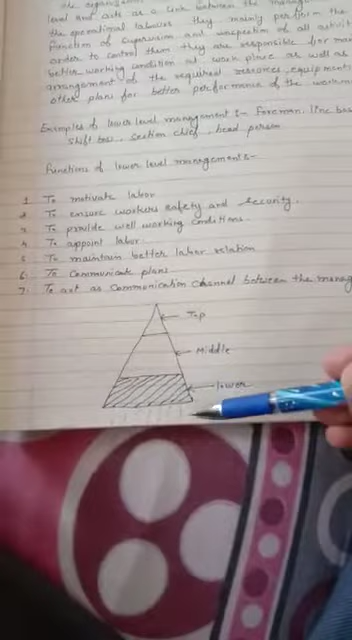 level and acts as a link between the manag
the operational labours. They mainly perform the
function of supervision and inspection of all activit
order to control them they are responsible for mai
better working condition at work place as well as
arrangement of the required resources, equipments
other plans for better performance of the work
Examples of lower level management :- Foreman, line bos
shift boss, section chief, head person
Functions of lower level management :-
1. To motivate labor
2. To ensure workers safety and security.
3. To provide well working conditions.
4. To appoint labor.
5. To maintain better labor relation
6. To communicate plans
7. To act as communication channel between the manag
Top
Middle
lower